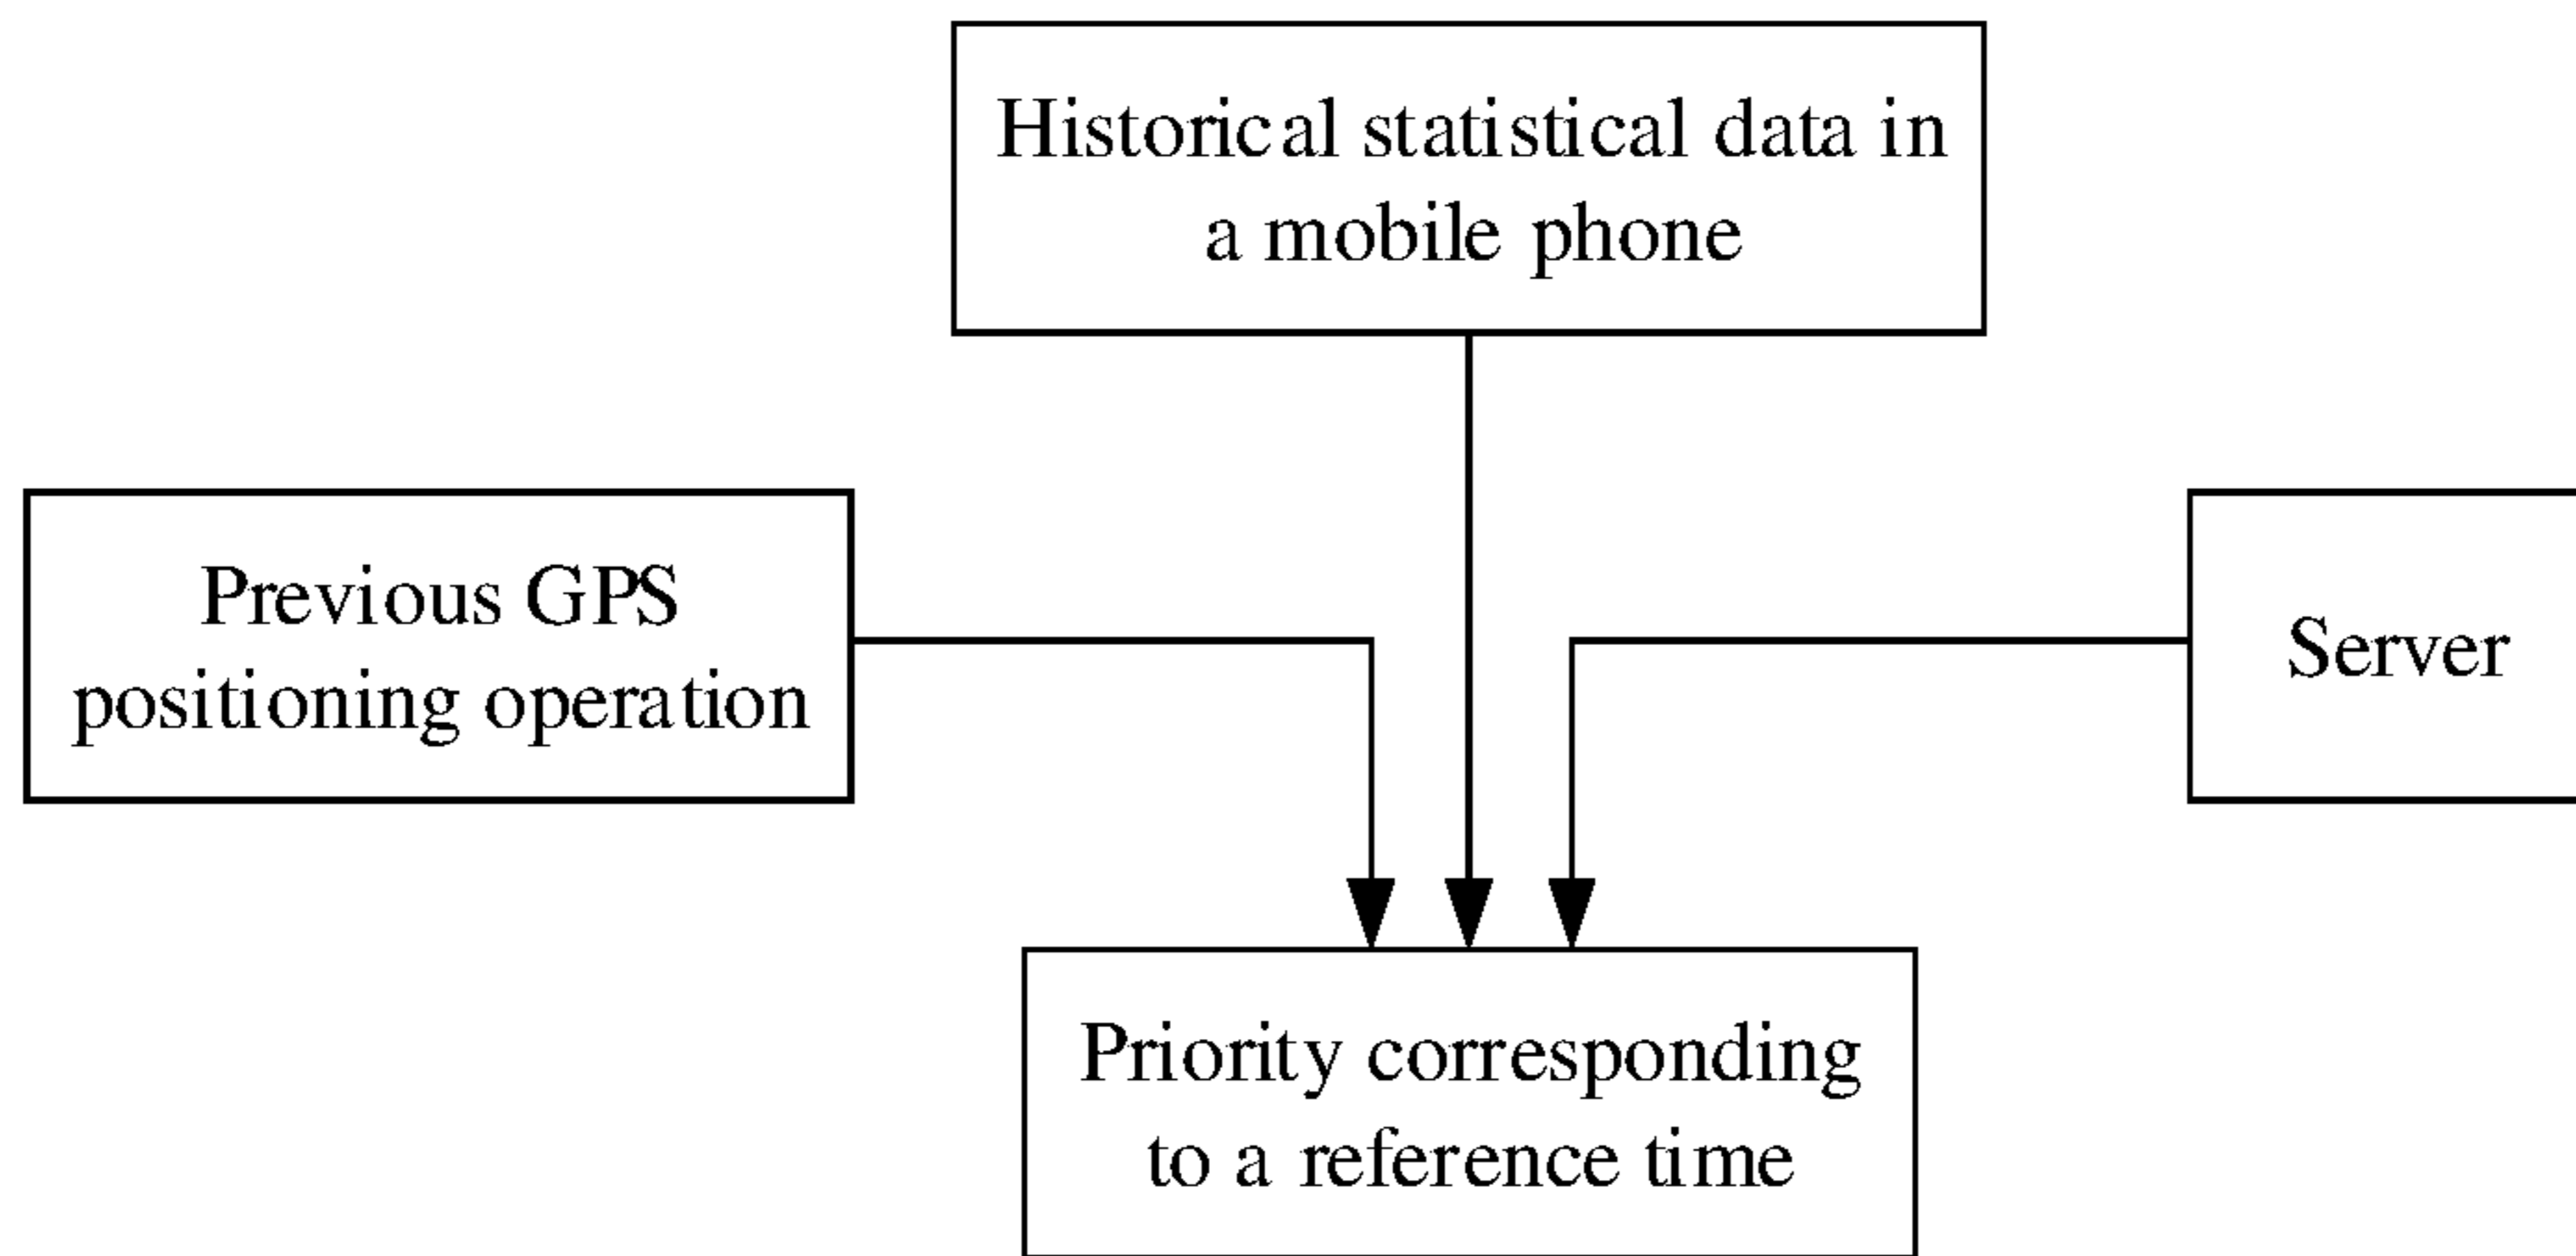 Historical statistical data in
a mobile phone
Previous GPS
positioning operation
Server
Priority corresponding
to a reference time